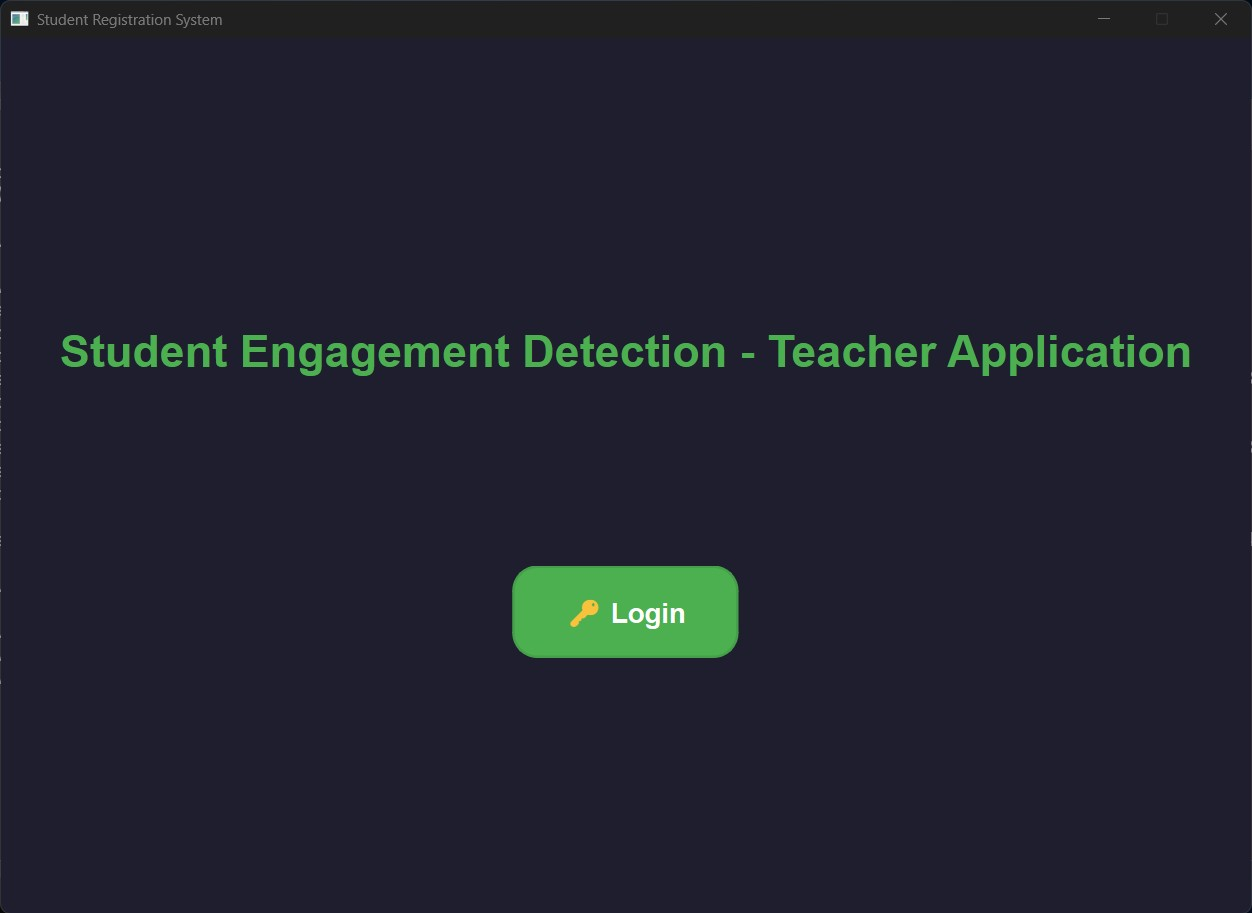 Student Registration System
Student Engagement Detection - Teacher Application
🔑 Login